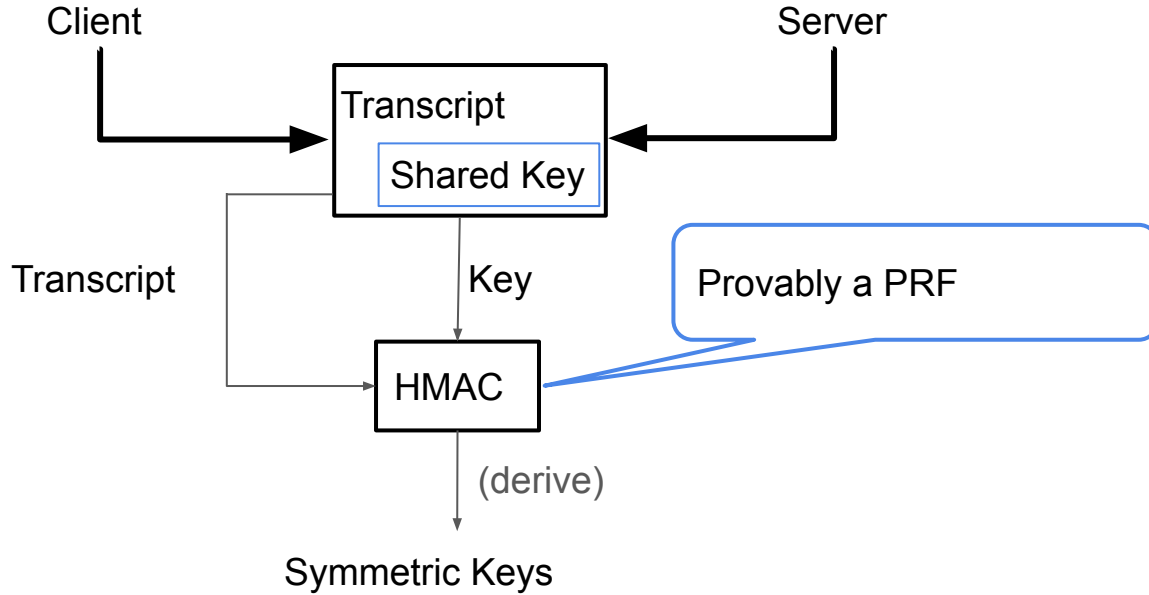 Client
Server
Transcript
Shared Key
Transcript
Key
Provably a PRF
HMAC
(derive)
Symmetric Keys